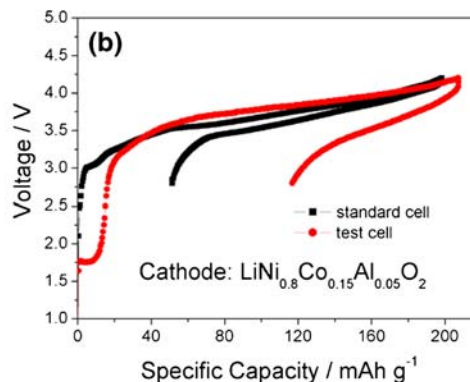 (b)
5.0
4.5
4.0
3.5
3.0
2.5
2.0
1.5
1.0
Voltage / V
standard cell
test cell
Cathode: LiNi₀.₈Co₀.₁₅Al₀.₀₅O₂
0 40 80 120 160 200
Specific Capacity / mAh g⁻¹